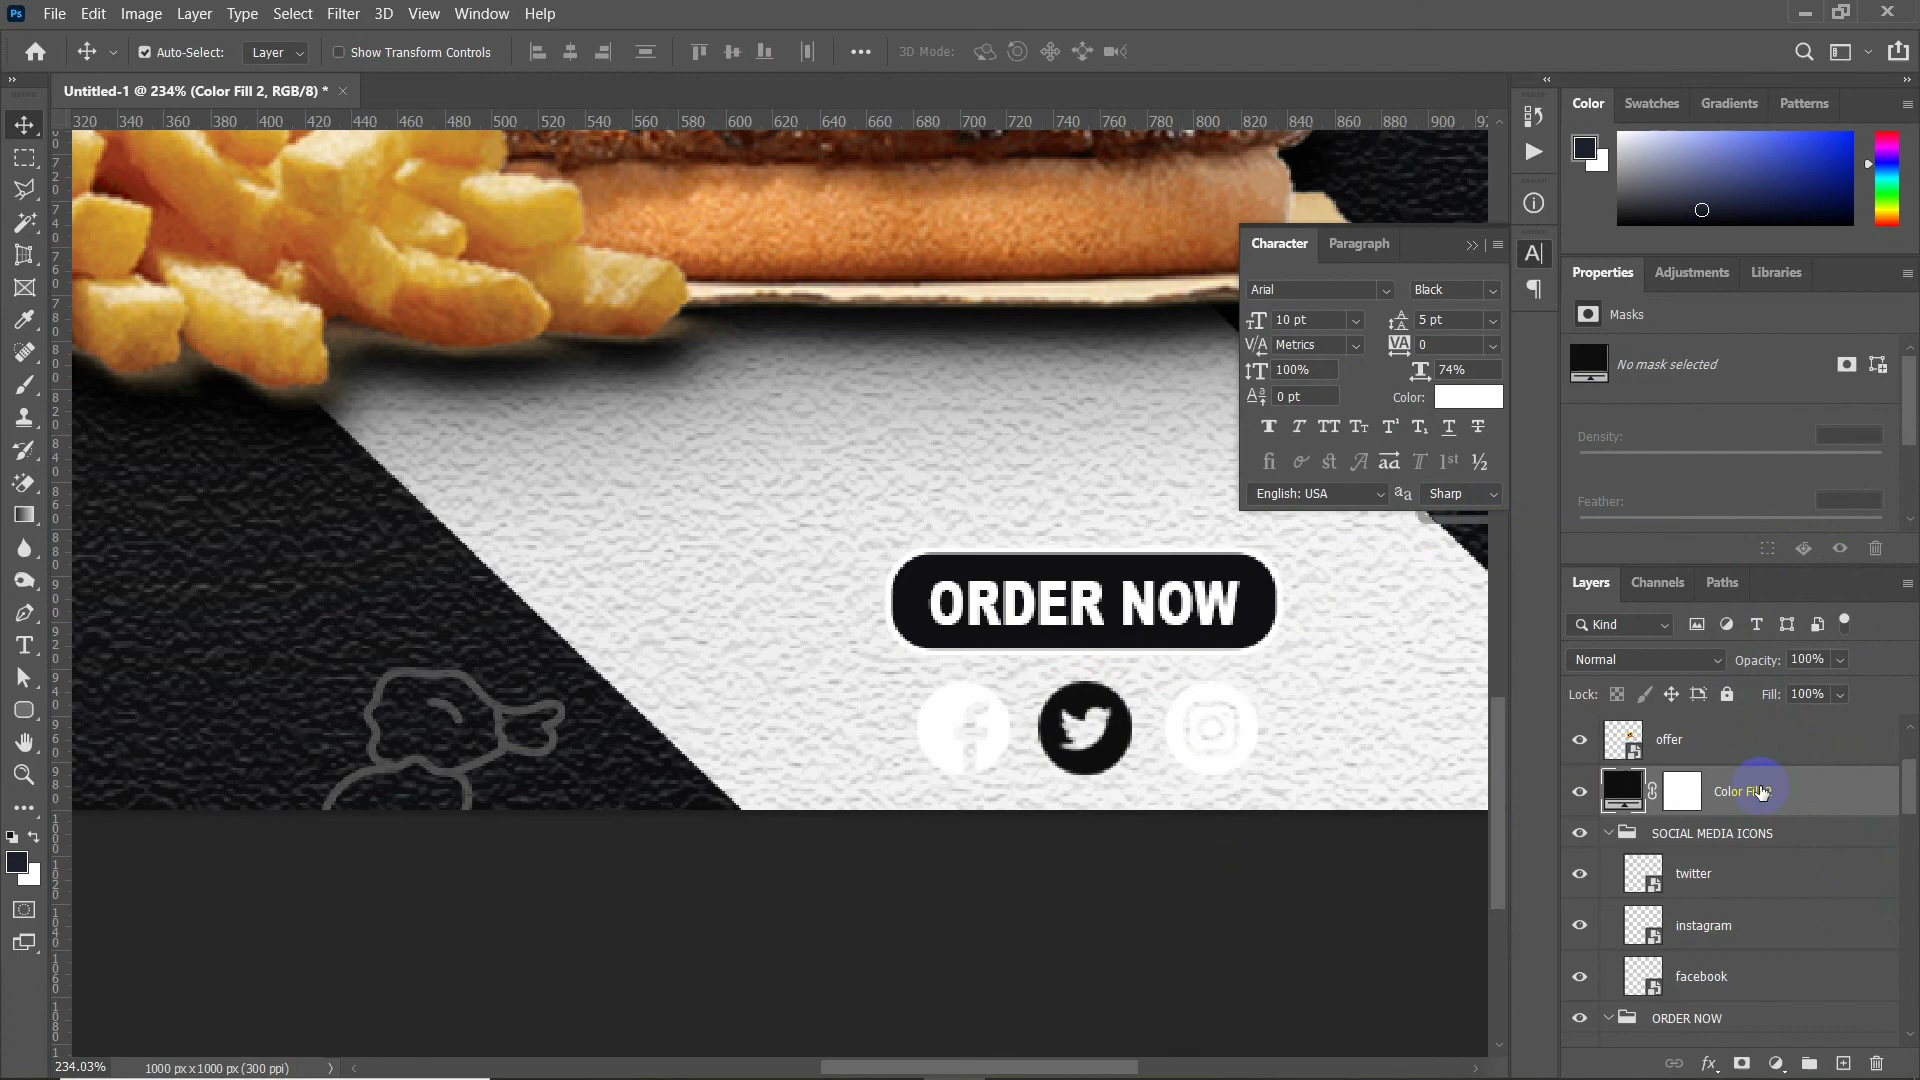 Ps File Edit Image Layer Type Select Filter 3D View Window Help
Auto-Select: Layer Show Transform Controls 3D Mode:
Untitled-1 @ 234% (Color Fill 2, RGB/8) *
320 340 360 380 400 420 440 460 480 500 520 540 560 580 600 620 640 660 680 700 720 740 760 780 800 820 840 860 880 900
Color Swatches Gradients Patterns
Properties Adjustments Libraries
Masks
No mask selected
Density:
Feather:
Character Paragraph
Arial Black
10 pt 5 pt
Metrics 0
100% 74%
0 pt Color:
English: USA Sharp
ORDER NOW
Layers Channels Paths
Kind
Normal Opacity: 100%
Lock: Fill: 100%
offer
Color Fill 2
SOCIAL MEDIA ICONS
twitter
instagram
facebook
ORDER NOW
234.03% 1000 px x 1000 px (300 ppi)